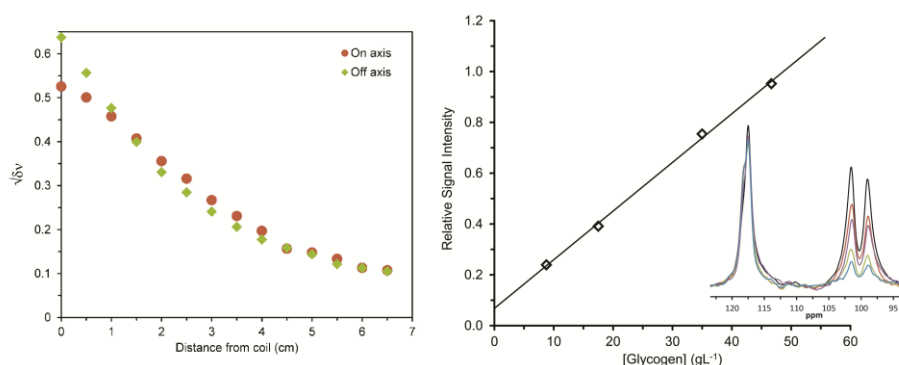 0.6
0.5
0.4
0.3
0.2
0.1
0
√δν
0 1 2 3 4 5 6 7
Distance from coil (cm)
On axis
Off axis
1.2
1.0
0.8
0.6
0.4
0.2
0.0
Relative Signal Intensity
0 10 20 30 40 50 60
[Glycogen] (gL⁻¹)
120 115 110 105 100 95
ppm